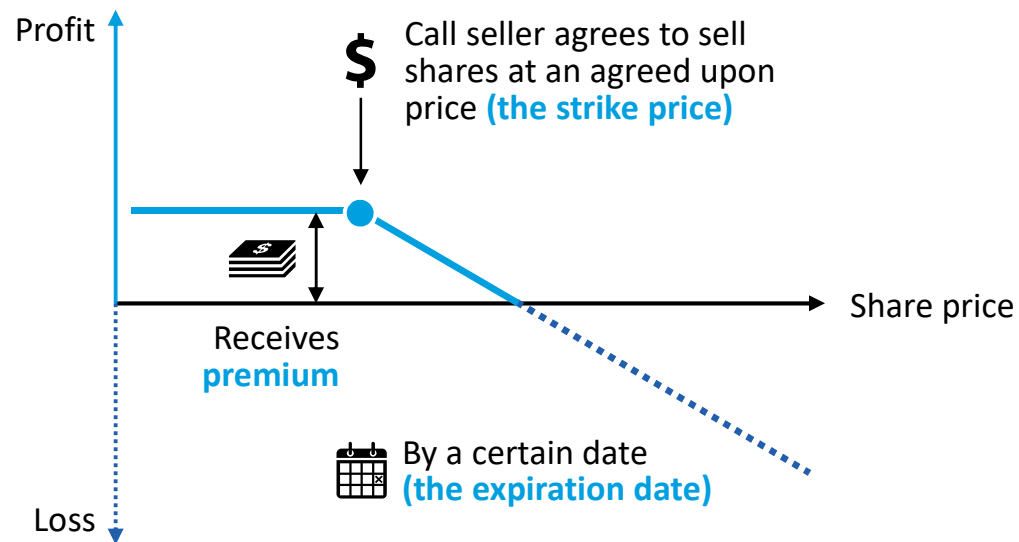 Profit
$
Call seller agrees to sell
shares at an agreed upon
price (the strike price)
$
Share price
Receives
premium
By a certain date
(the expiration date)
Loss